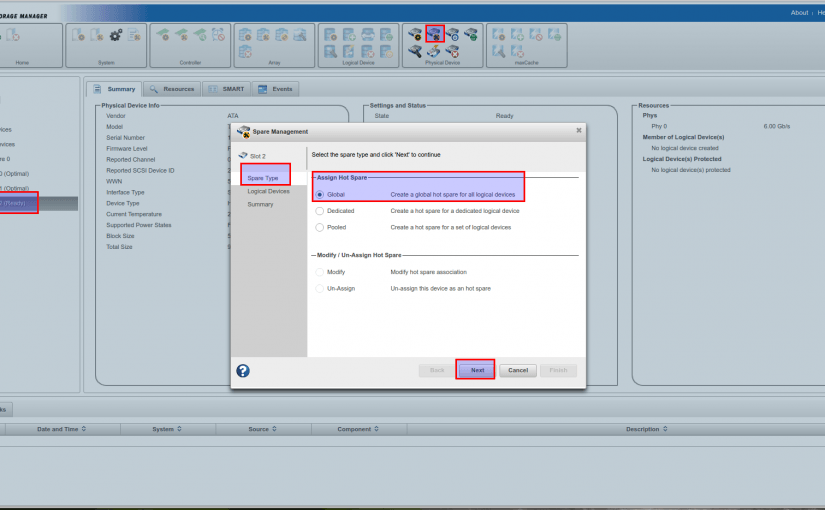 ORAGE MANAGER
About
He
Home
System
Controller
Array
Logical Device
Physical Device
maxCache
Summary
Resources
SMART
Events
Physical Device Info
Vendor ATA
Model
Serial Number
Firmware Level
Reported Channel
Reported SCSI Device ID
WWN
Interface Type
Device Type
Current Temperature
Supported Power States
Block Size
Total Size
Settings and Status
State Ready
Resources
Phys
Phy 0 6.00 Gb/s
Member of Logical Device(s)
No logical device created
Logical Device(s) Protected
No logical device(s) protected
ices
vices
e 0
0 (Optimal)
1 (Optimal)
2 (Ready)
Spare Management
Slot 2
Spare Type
Logical Devices
Summary
Select the spare type and click 'Next' to continue
Assign Hot Spare
Global Create a global hot spare for all logical devices
Dedicated Create a hot spare for a dedicated logical device
Pooled Create a hot spare for a set of logical devices
Modify / Un-Assign Hot Spare
Modify Modify hot spare association
Un-Assign Un-assign this device as an hot spare
Back
Next
Cancel
Finish
ks
Date and Time
System
Source
Component
Description